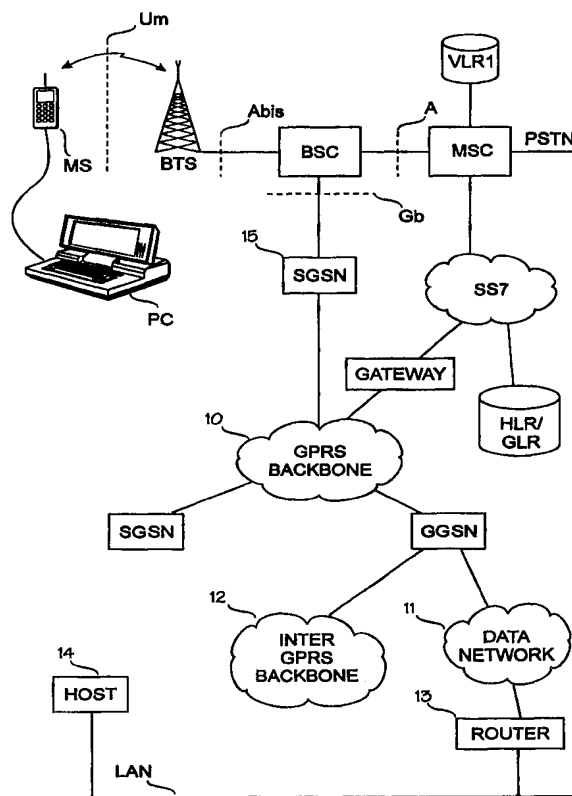 Um
VLR1
Abis
A
MS
BTS
BSC
MSC
PSTN
Gb
15
SGSN
SS7
PC
GATEWAY
10
GPRS
BACKBONE
HLR/
GLR
SGSN
GGSN
12
11
INTER
GPRS
BACKBONE
DATA
NETWORK
14
HOST
13
ROUTER
LAN